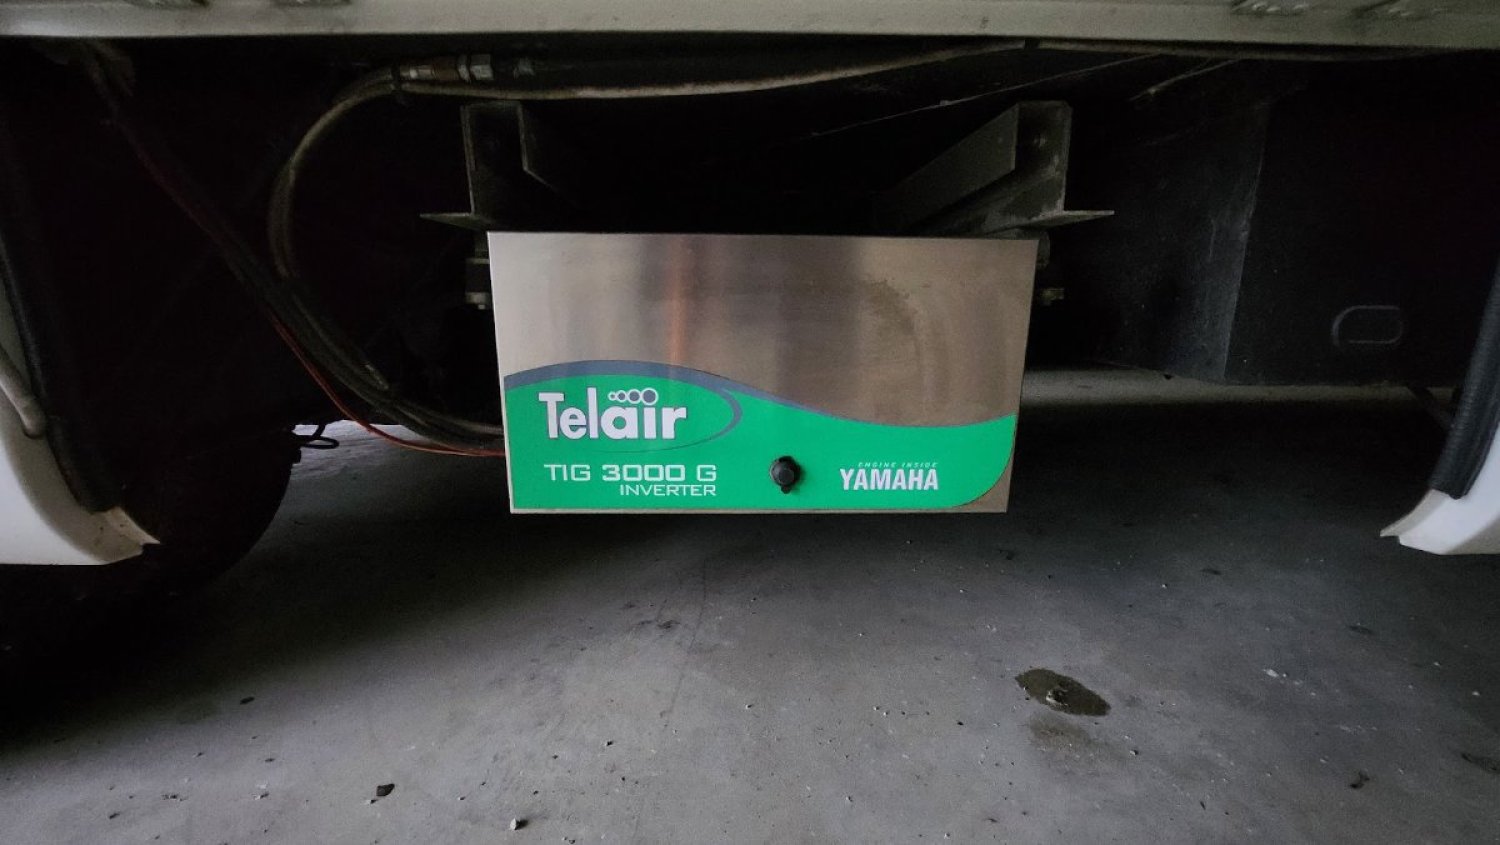 Telair
TIG 3000 G
INVERTER
ENGINE INSIDE
YAMAHA